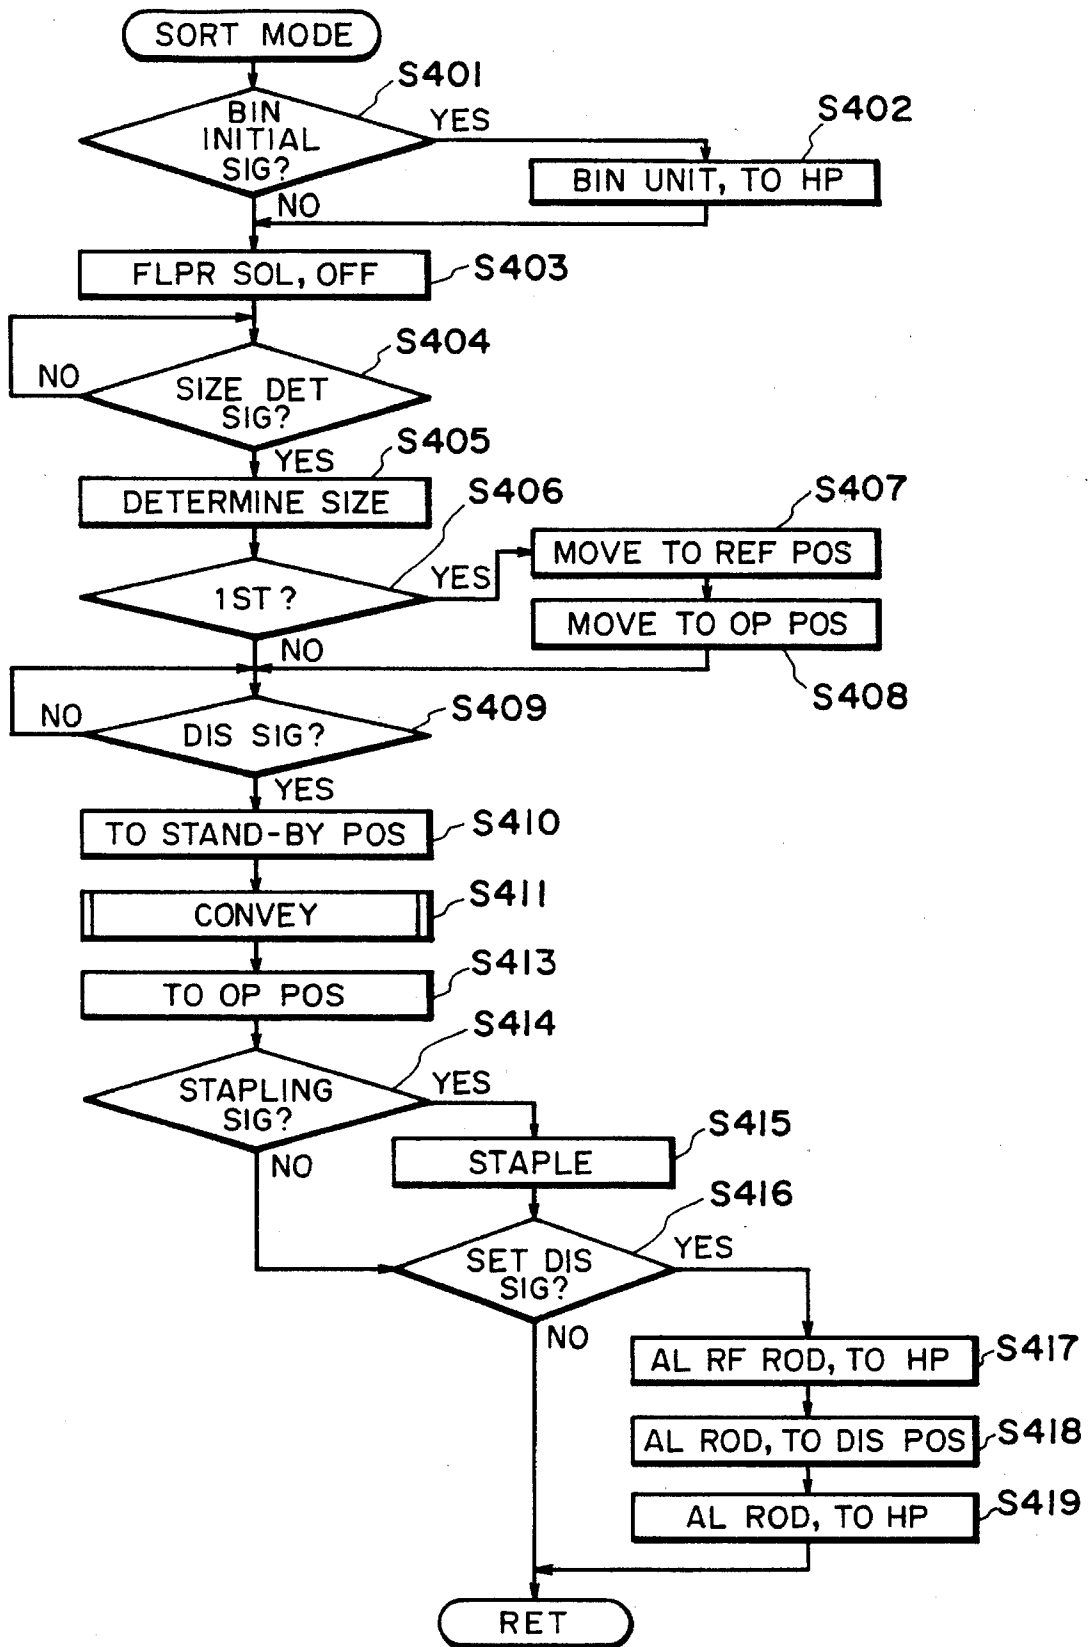 SORT MODE
S401
BIN
INITIAL
SIG?
YES
S402
BIN UNIT, TO HP
NO
FLPR SOL, OFF
S403
S404
NO
SIZE DET
SIG?
S405
YES
DETERMINE SIZE
S406
S407
MOVE TO REF POS
1ST?
YES
MOVE TO OP POS
NO
S408
S409
NO
DIS SIG?
YES
TO STAND-BY POS
S410
CONVEY
S411
S413
TO OP POS
S414
STAPLING
SIG?
YES
S415
NO
STAPLE
S416
SET DIS
SIG?
YES
NO
AL RF ROD, TO HP
S417
AL ROD, TO DIS POS
S418
AL ROD, TO HP
S419
RET